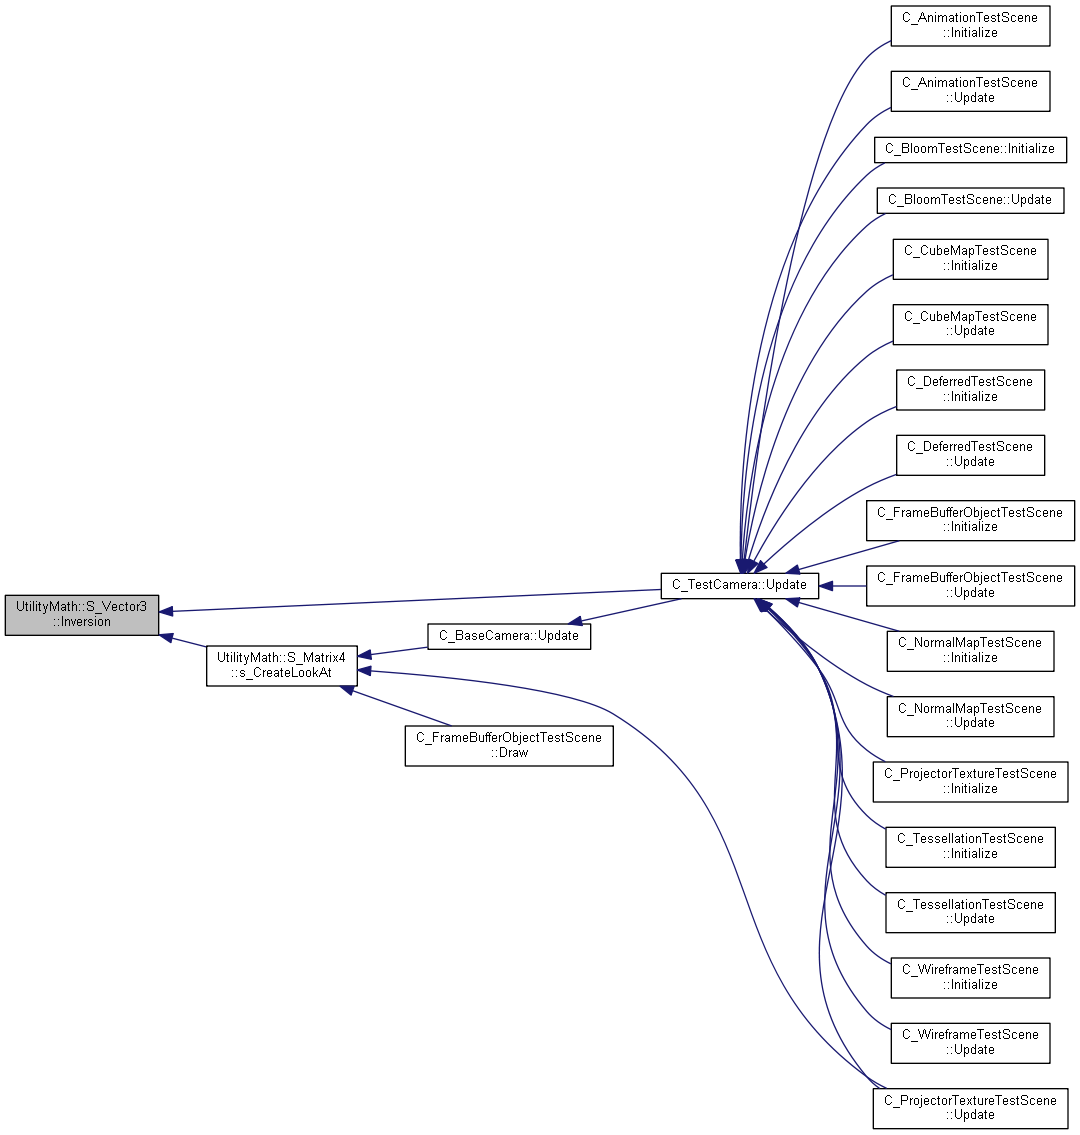 C_AnimationTestScene
::Initialize
C_AnimationTestScene
::Update
C_BloomTestScene::Initialize
C_BloomTestScene::Update
C_CubeMapTestScene
::Initialize
C_CubeMapTestScene
::Update
C_DeferredTestScene
::Initialize
C_DeferredTestScene
::Update
C_FrameBufferObjectTestScene
::Initialize
C_TestCamera::Update
C_FrameBufferObjectTestScene
::Update
UtilityMath::S_Vector3
::Inversion
C_BaseCamera::Update
C_NormalMapTestScene
::Initialize
UtilityMath::S_Matrix4
::s_CreateLookAt
C_NormalMapTestScene
::Update
C_FrameBufferObjectTestScene
::Draw
C_ProjectorTextureTestScene
::Initialize
C_TessellationTestScene
::Initialize
C_TessellationTestScene
::Update
C_WireframeTestScene
::Initialize
C_WireframeTestScene
::Update
C_ProjectorTextureTestScene
::Update